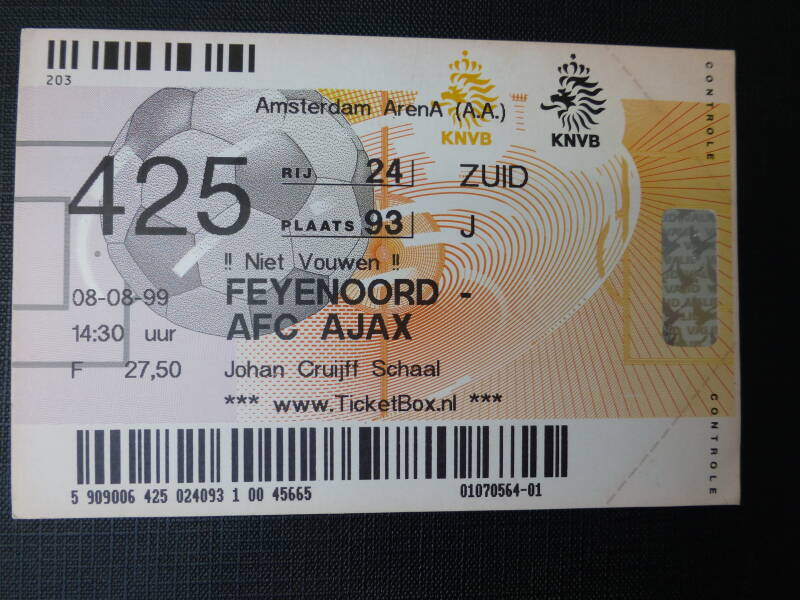 203
Amsterdam ArenA (A.A.)
KNVB
KNVB
CONTROLE
425
RIJ 24 ZUID
PLAATS 93 J
!! Niet Vouwen !!
08-08-99 FEYENOORD -
14:30 uur AFC AJAX
F 27,50 Johan Cruijff Schaal
*** www.TicketBox.nl ***
CONTROLE
5 909006 425 024093 1 00 45665
01070564-01